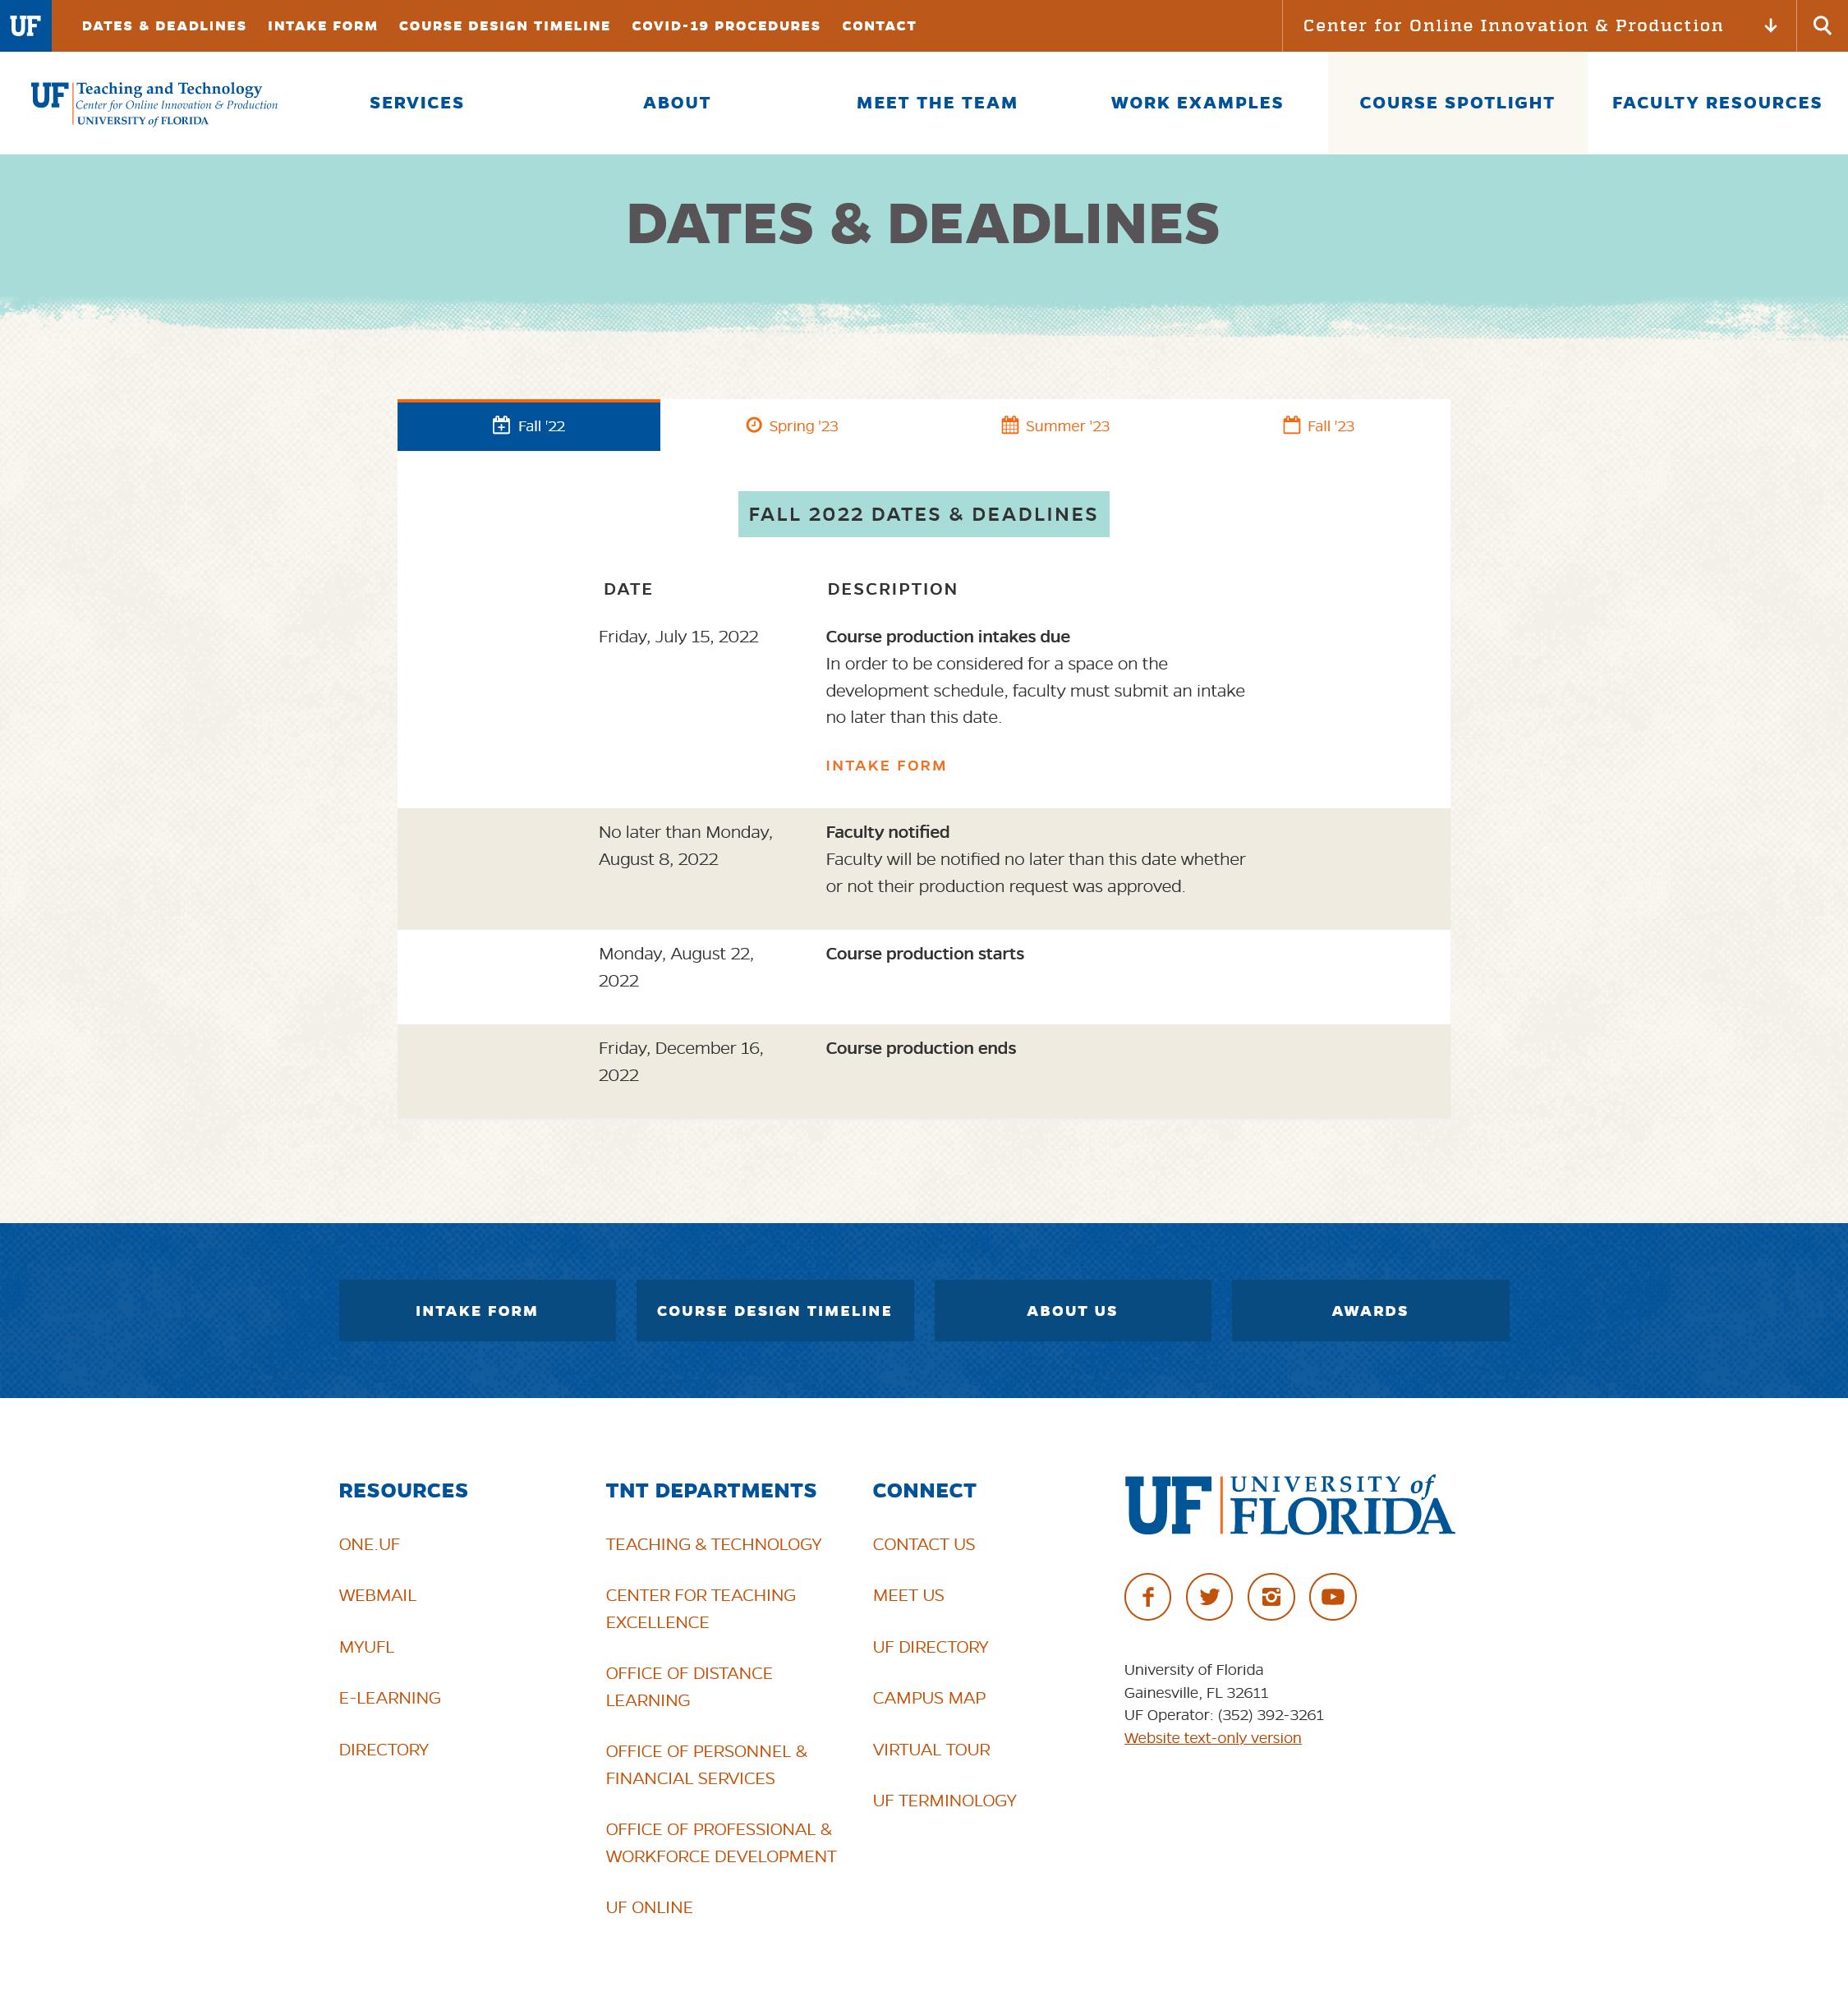 UF
DATES & DEADLINES
INTAKE FORM
COURSE DESIGN TIMELINE
COVID-19 PROCEDURES
CONTACT
Center for Online Innovation & Production
UF Teaching and Technology
Center for Online Innovation & Production
UNIVERSITY of FLORIDA
SERVICES
ABOUT
MEET THE TEAM
WORK EXAMPLES
COURSE SPOTLIGHT
FACULTY RESOURCES
DATES & DEADLINES
Fall '22
Spring '23
Summer '23
Fall '23
FALL 2022 DATES & DEADLINES
DATE
DESCRIPTION
Friday, July 15, 2022
Course production intakes due
In order to be considered for a space on the
development schedule, faculty must submit an intake
no later than this date.
INTAKE FORM
No later than Monday,
August 8, 2022
Faculty notified
Faculty will be notified no later than this date whether
or not their production request was approved.
Monday, August 22,
2022
Course production starts
Friday, December 16,
2022
Course production ends
INTAKE FORM
COURSE DESIGN TIMELINE
ABOUT US
AWARDS
RESOURCES
ONE.UF
WEBMAIL
MYUFL
E-LEARNING
DIRECTORY
TNT DEPARTMENTS
TEACHING & TECHNOLOGY
CENTER FOR TEACHING
EXCELLENCE
OFFICE OF DISTANCE
LEARNING
OFFICE OF PERSONNEL &
FINANCIAL SERVICES
OFFICE OF PROFESSIONAL &
WORKFORCE DEVELOPMENT
UF ONLINE
CONNECT
CONTACT US
MEET US
UF DIRECTORY
CAMPUS MAP
VIRTUAL TOUR
UF TERMINOLOGY
UF UNIVERSITY of
FLORIDA
University of Florida
Gainesville, FL 32611
UF Operator: (352) 392-3261
Website text-only version